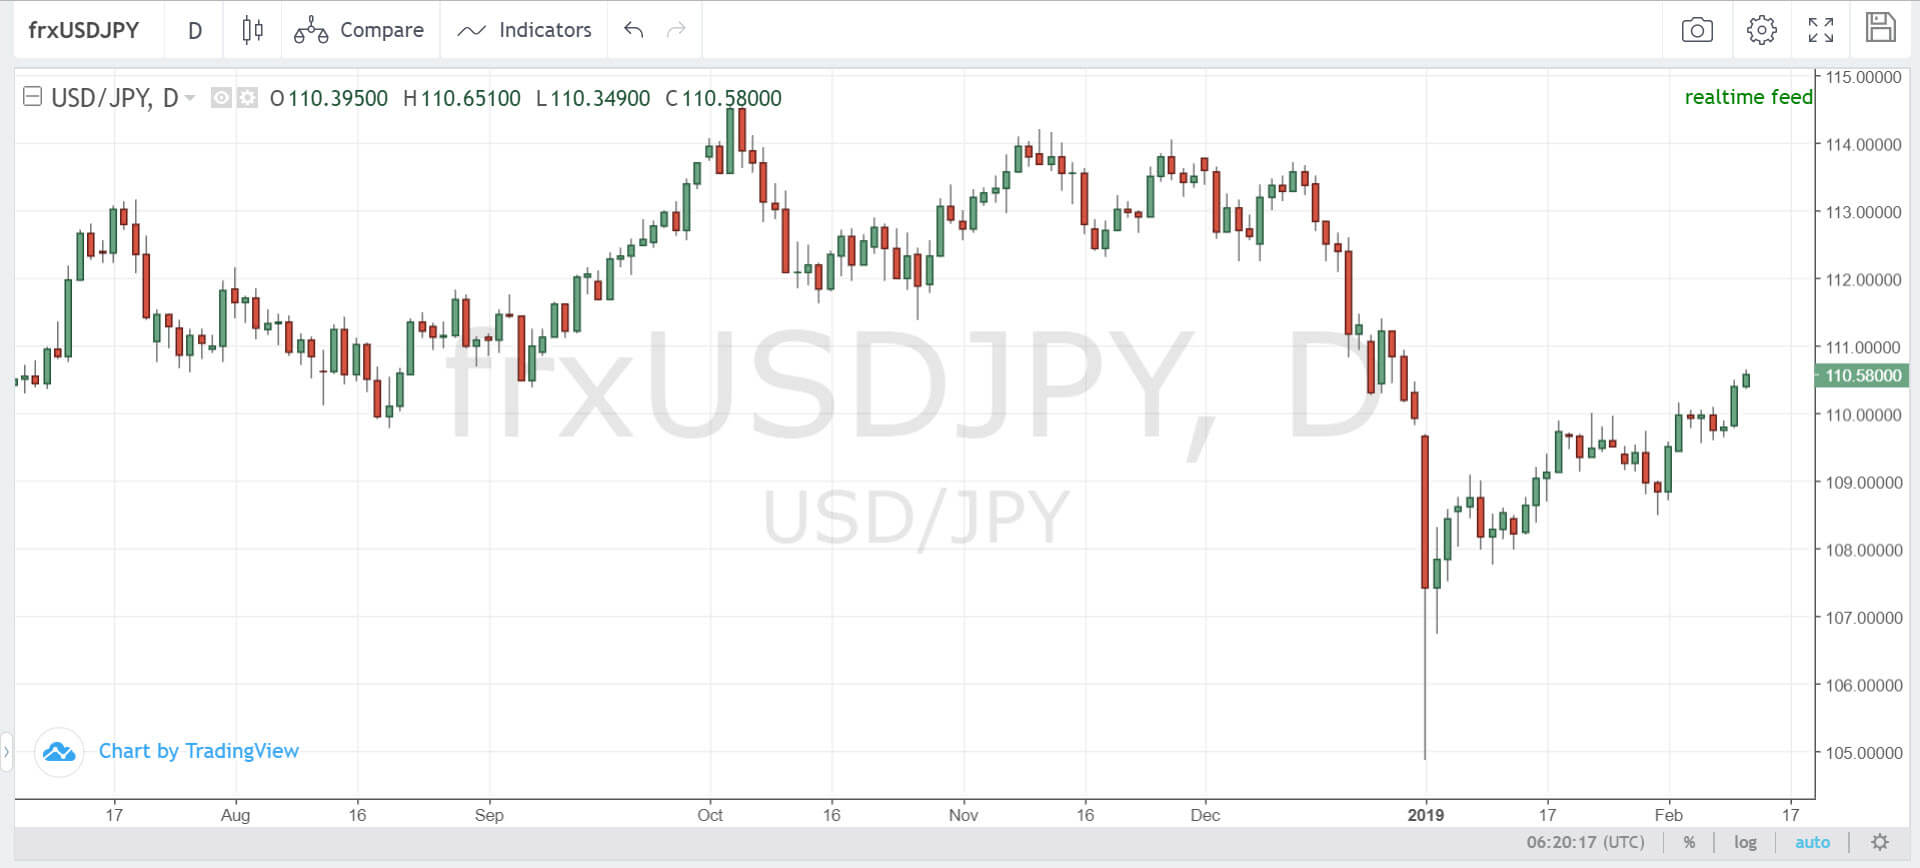 frxUSDJPY D Compare Indicators
USD/JPY, D O 110.39500 H 110.65100 L 110.34900 C 110.58000
realtime feed
115.00000
114.00000
113.00000
112.00000
111.00000
110.58000
110.00000
109.00000
108.00000
107.00000
106.00000
105.00000
frxUSDJPY, D
USD/JPY
Chart by TradingView
17 Aug 16 Sep Oct 16 Nov 16 Dec 2019 17 Feb 17
06:20:17 (UTC) % log auto